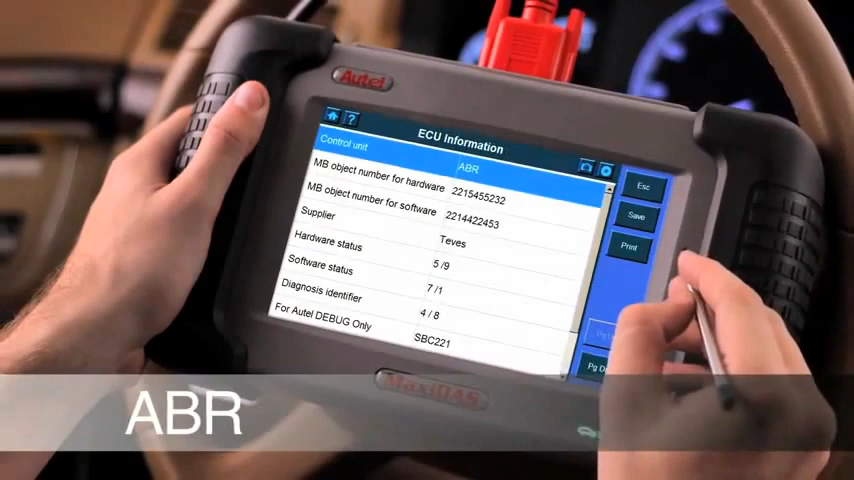 Autel
ECU Information
Control unit ABR
MB object number for hardware 2215455232
MB object number for software 2214422453
Supplier Teves
Hardware status 5 /9
Software status 7 /1
Diagnosis identifier 4 / 8
For Autel DEBUG Only SBC221
Esc
Save
Print
MaxiDAS
ABR